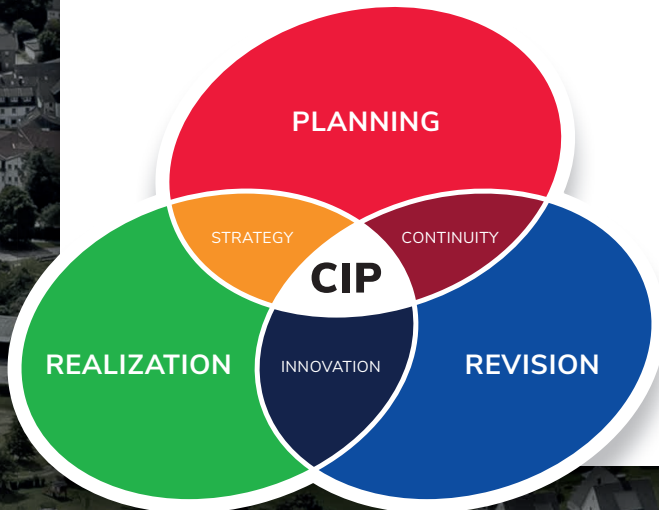 PLANNING
STRATEGY
CONTINUITY
CIP
REALIZATION
INNOVATION
REVISION